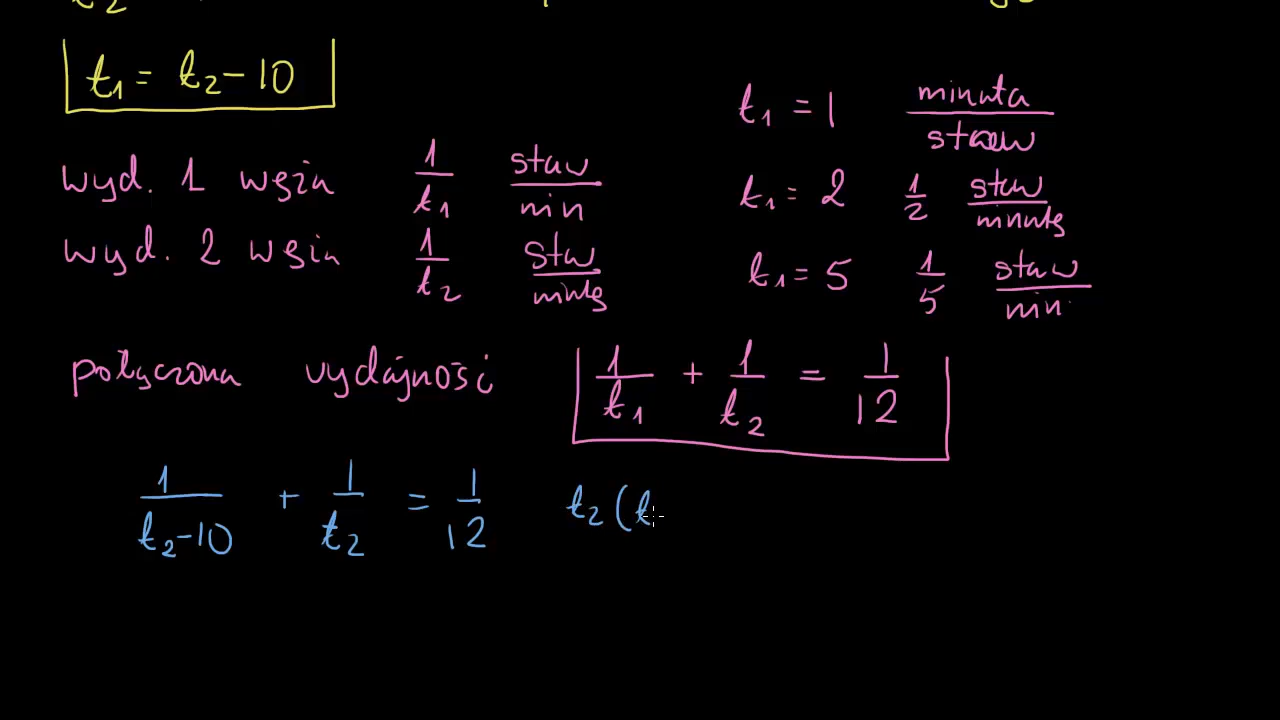 t₁ = t₂ - 10
t₁ = 1 minuta/staw
wyd. 1 węża 1/t₁ staw/min
t₁ = 2 1/2 staw/minutę
wyd. 2 węża 1/t₂ staw/minutę
t₁ = 5 1/5 staw/min
połączona wydajność 1/t₁ + 1/t₂ = 1/12
1/(t₂-10) + 1/t₂ = 1/12 t₂(t